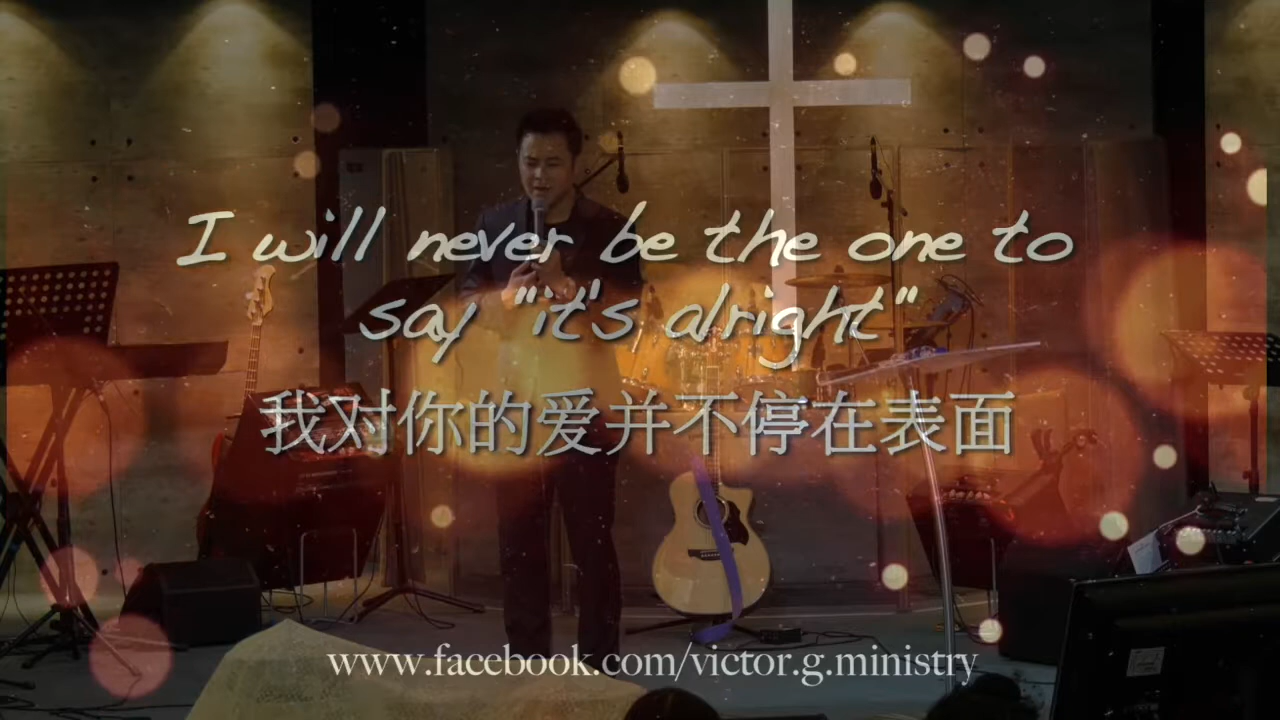 I will never be the one to
say "it's alright"
我对你的爱并不停在表面
www.facebook.com/victor.g.ministry